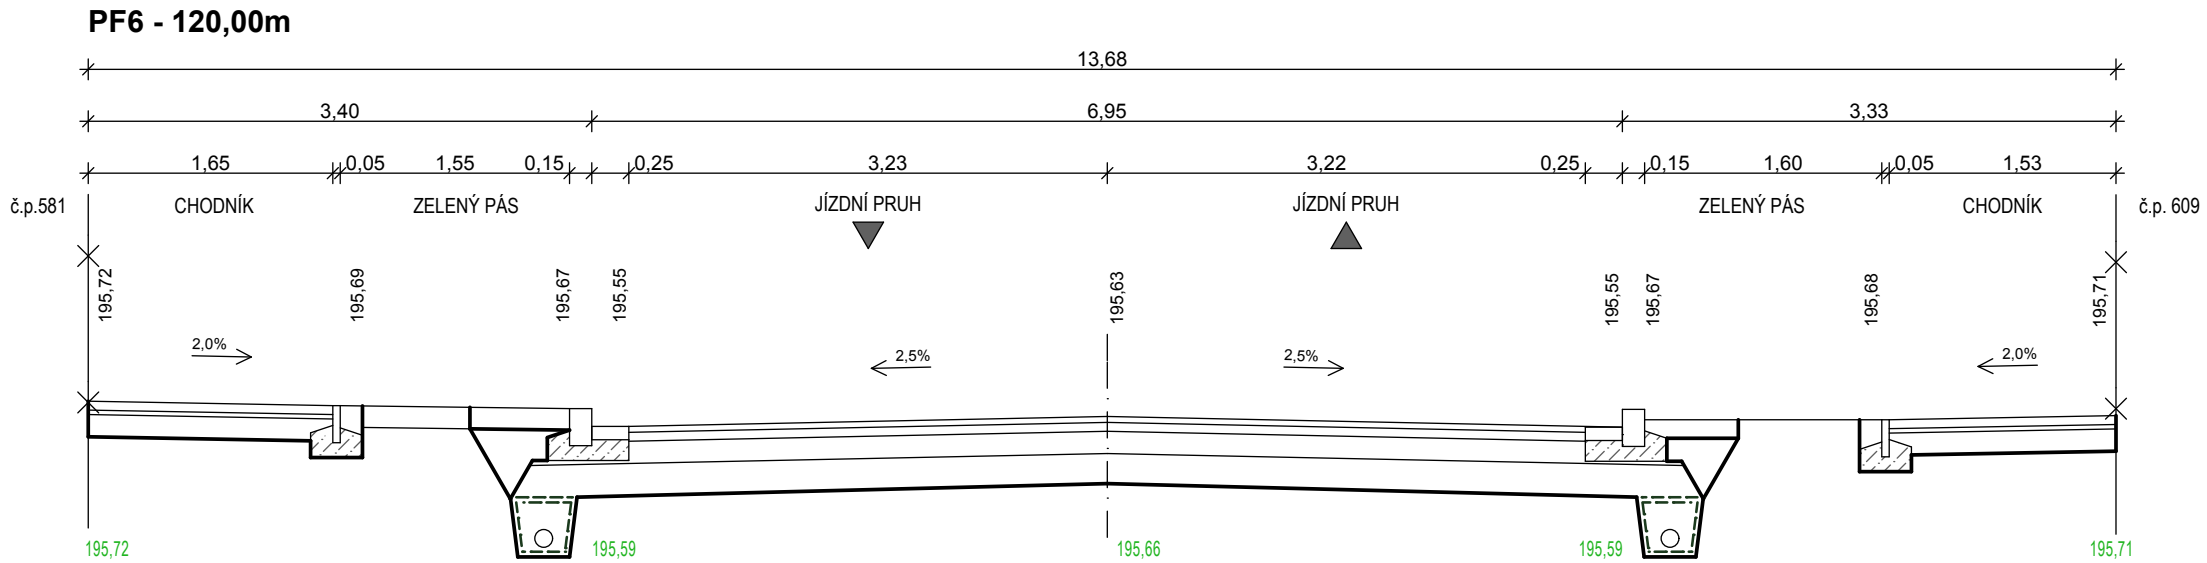 PF6 - 120,00m
13,68
3,40 6,95 3,33
1,65 0,05 1,55 0,15 0,25 3,23 3,22 0,25 0,15 1,60 0,05 1,53
č.p.581 CHODNÍK ZELENÝ PÁS JÍZDNÍ PRUH JÍZDNÍ PRUH ZELENÝ PÁS CHODNÍK č.p. 609
195,72 195,69 195,67 195,55 195,63 195,55 195,67 195,68 195,71
2,0% 2,5% 2,5% 2,0%
195,72 195,59 195,66 195,59 195,71